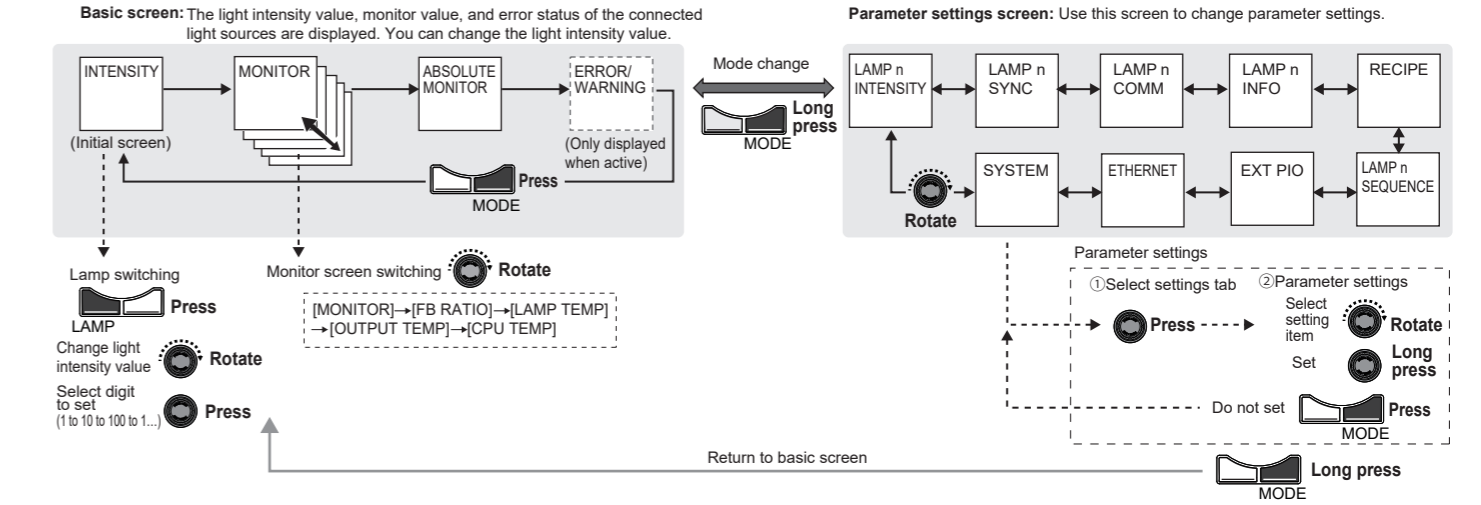 Basic screen: The light intensity value, monitor value, and error status of the connected
light sources are displayed. You can change the light intensity value.
INTENSITY
(Initial screen)
MONITOR
ABSOLUTE
MONITOR
ERROR/
WARNING
(Only displayed
when active)
Press
MODE
Lamp switching
Press
LAMP
Change light
intensity value
Rotate
Select digit
to set
(1 to 10 to 100 to 1...)
Press
Monitor screen switching
Rotate
[MONITOR]→[FB RATIO]→[LAMP TEMP]
→[OUTPUT TEMP]→[CPU TEMP]
Mode change
Long
press
MODE
Parameter settings screen: Use this screen to change parameter settings.
LAMP n
INTENSITY
LAMP n
SYNC
LAMP n
COMM
LAMP n
INFO
RECIPE
Rotate
SYSTEM
ETHERNET
EXT PIO
LAMP n
SEQUENCE
Parameter settings
①Select settings tab
Press
②Parameter settings
Select
setting
item
Rotate
Set
Long
press
Do not set
Press
MODE
Return to basic screen
Long press
MODE